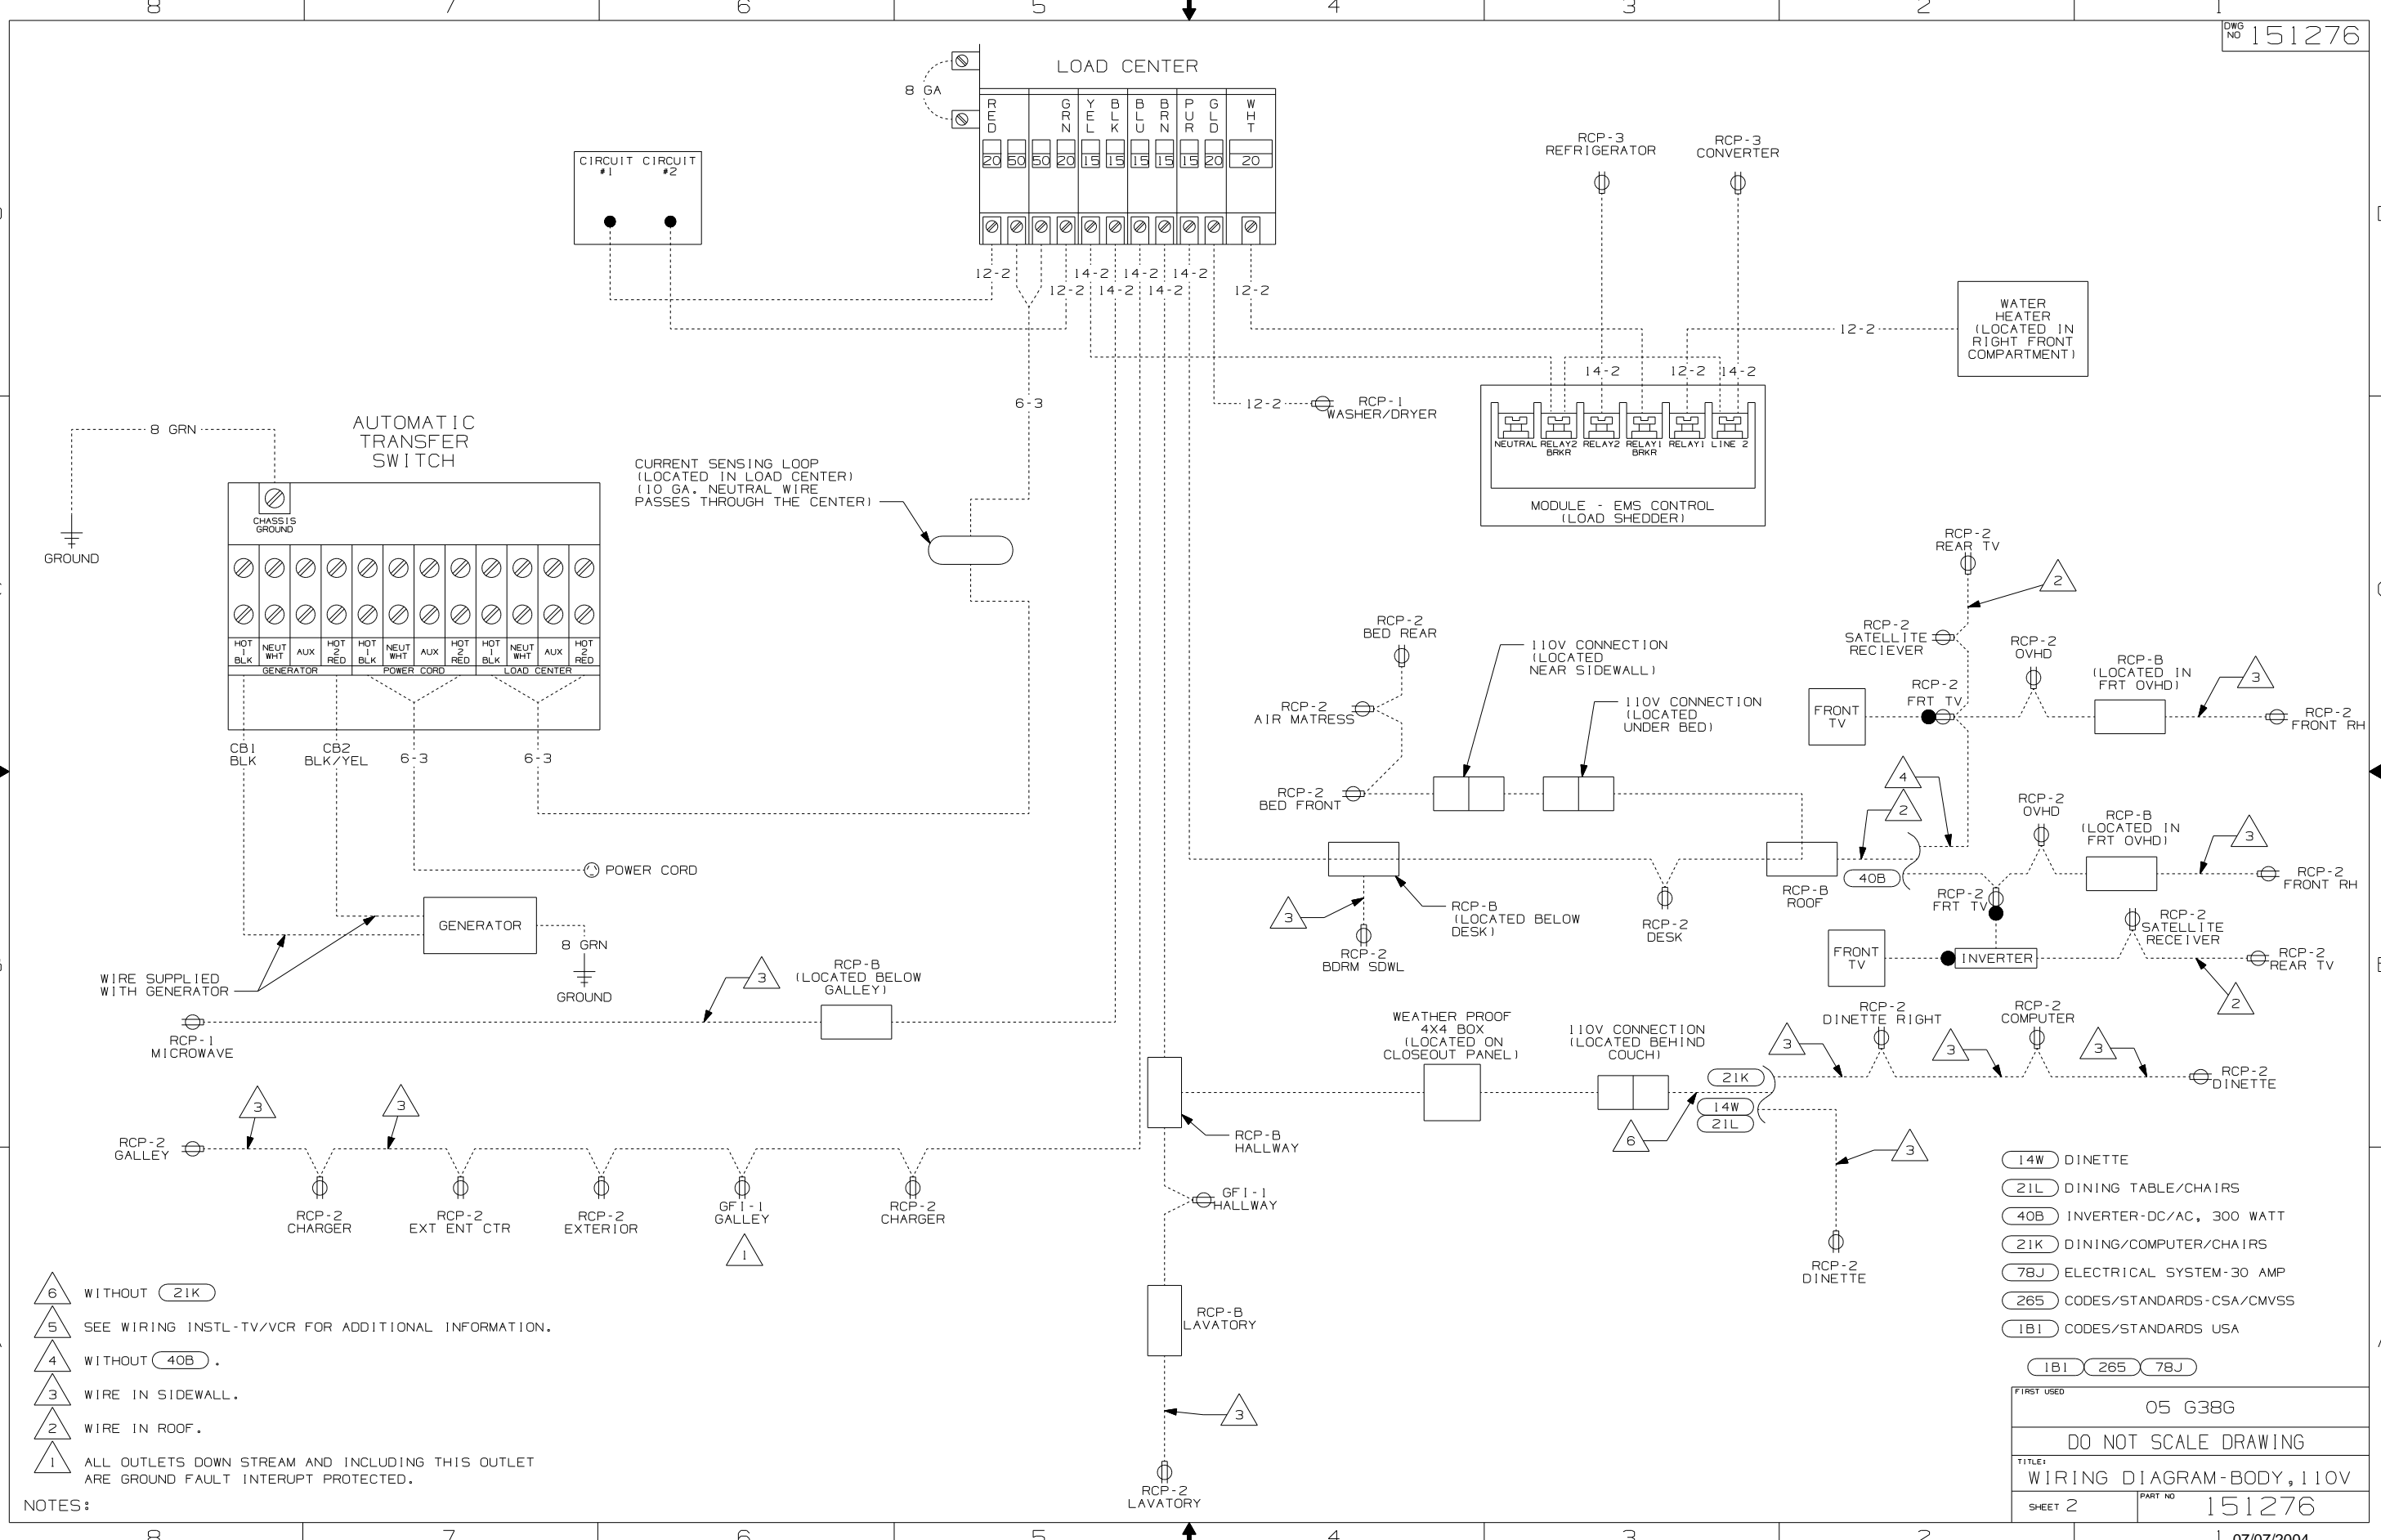 8 7 6 5 4 3 2 1
DWG NO 151276
LOAD CENTER
8 GA
RED GRN YEL BLK BLU BRN PUR GLD WHT
20 50 50 20 15 15 15 15 15 20 20
CIRCUIT #1
CIRCUIT #2
12-2 14-2 14-2 14-2
12-2 14-2 14-2 12-2
RCP-3
REFRIGERATOR
RCP-3
CONVERTER
WATER
HEATER
(LOCATED IN
RIGHT FRONT
COMPARTMENT)
12-2
14-2 12-2 14-2
6-3
12-2
RCP-1
WASHER/DRYER
NEUTRAL
RELAY2
BRKR
RELAY2
RELAY1
BRKR
RELAY1
LINE 2
MODULE - EMS CONTROL
(LOAD SHEDDER)
8 GRN
GROUND
AUTOMATIC
TRANSFER
SWITCH
CHASSIS
GROUND
HOT 1 BLK
NEUT WHT
AUX
HOT 2 RED
HOT 1 BLK
NEUT WHT
AUX
HOT 2 RED
HOT 1 BLK
NEUT WHT
AUX
HOT 2 RED
GENERATOR
POWER CORD
LOAD CENTER
CB1
BLK
CB2
BLK/YEL
6-3
6-3
CURRENT SENSING LOOP
(LOCATED IN LOAD CENTER)
(10 GA. NEUTRAL WIRE
PASSES THROUGH THE CENTER)
POWER CORD
GENERATOR
8 GRN
GROUND
WIRE SUPPLIED
WITH GENERATOR
RCP-2
BED REAR
RCP-2
AIR MATRESS
RCP-2
BED FRONT
110V CONNECTION
(LOCATED
NEAR SIDEWALL)
110V CONNECTION
(LOCATED
UNDER BED)
RCP-2
REAR TV
2
RCP-2
SATELLITE
RECIEVER
RCP-2
OVHD
RCP-B
(LOCATED IN
FRT OVHD)
3
RCP-2
FRT TV
FRONT
TV
RCP-2
FRONT RH
4
2
40B
RCP-B
ROOF
RCP-2
OVHD
RCP-B
(LOCATED IN
FRT OVHD)
3
RCP-2
FRONT RH
RCP-2
FRT TV
RCP-2
SATELLITE
RECEIVER
FRONT
TV
INVERTER
RCP-2
REAR TV
2
3
RCP-2
BDRM SDWL
RCP-B
(LOCATED BELOW
DESK)
RCP-2
DESK
RCP-1
MICROWAVE
3
RCP-B
(LOCATED BELOW
GALLEY)
WEATHER PROOF
4X4 BOX
(LOCATED ON
CLOSEOUT PANEL)
110V CONNECTION
(LOCATED BEHIND
COUCH)
21K
14W
21L
6
RCP-2
DINETTE RIGHT
RCP-2
COMPUTER
3
3
3
RCP-2
DINETTE
3
RCP-2
DINETTE
3
3
RCP-2
GALLEY
RCP-2
CHARGER
RCP-2
EXT ENT CTR
RCP-2
EXTERIOR
GFI-1
GALLEY
1
RCP-2
CHARGER
RCP-B
HALLWAY
GFI-1
HALLWAY
RCP-B
LAVATORY
3
RCP-2
LAVATORY
6 WITHOUT 21K
5 SEE WIRING INSTL-TV/VCR FOR ADDITIONAL INFORMATION.
4 WITHOUT 40B .
3 WIRE IN SIDEWALL.
2 WIRE IN ROOF.
1 ALL OUTLETS DOWN STREAM AND INCLUDING THIS OUTLET
ARE GROUND FAULT INTERUPT PROTECTED.
NOTES:
14W DINETTE
21L DINING TABLE/CHAIRS
40B INVERTER-DC/AC, 300 WATT
21K DINING/COMPUTER/CHAIRS
78J ELECTRICAL SYSTEM-30 AMP
265 CODES/STANDARDS-CSA/CMVSS
1B1 CODES/STANDARDS USA
1B1 265 78J
FIRST USED
05 G38G
DO NOT SCALE DRAWING
TITLE:
WIRING DIAGRAM-BODY,110V
SHEET 2
PART NO 151276
8 7 6 5 4 3 2 1
07/07/2004